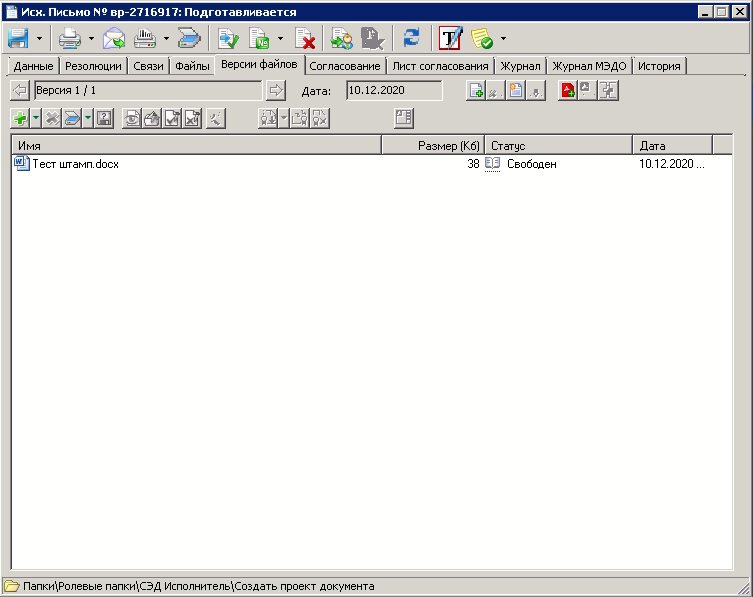 Исх. Письмо № вр-2716917: Подготавливается
Данные Резолюции Связи Файлы Версии файлов Согласование Лист согласования Журнал Журнал МЭДО История
Версия 1 / 1 Дата: 10.12.2020
Имя Размер (Кб) Статус Дата
Тест штамп.docx 38 Свободен 10.12.2020 ...
Папки\Ролевые папки\СЭД Исполнитель\Создать проект документа